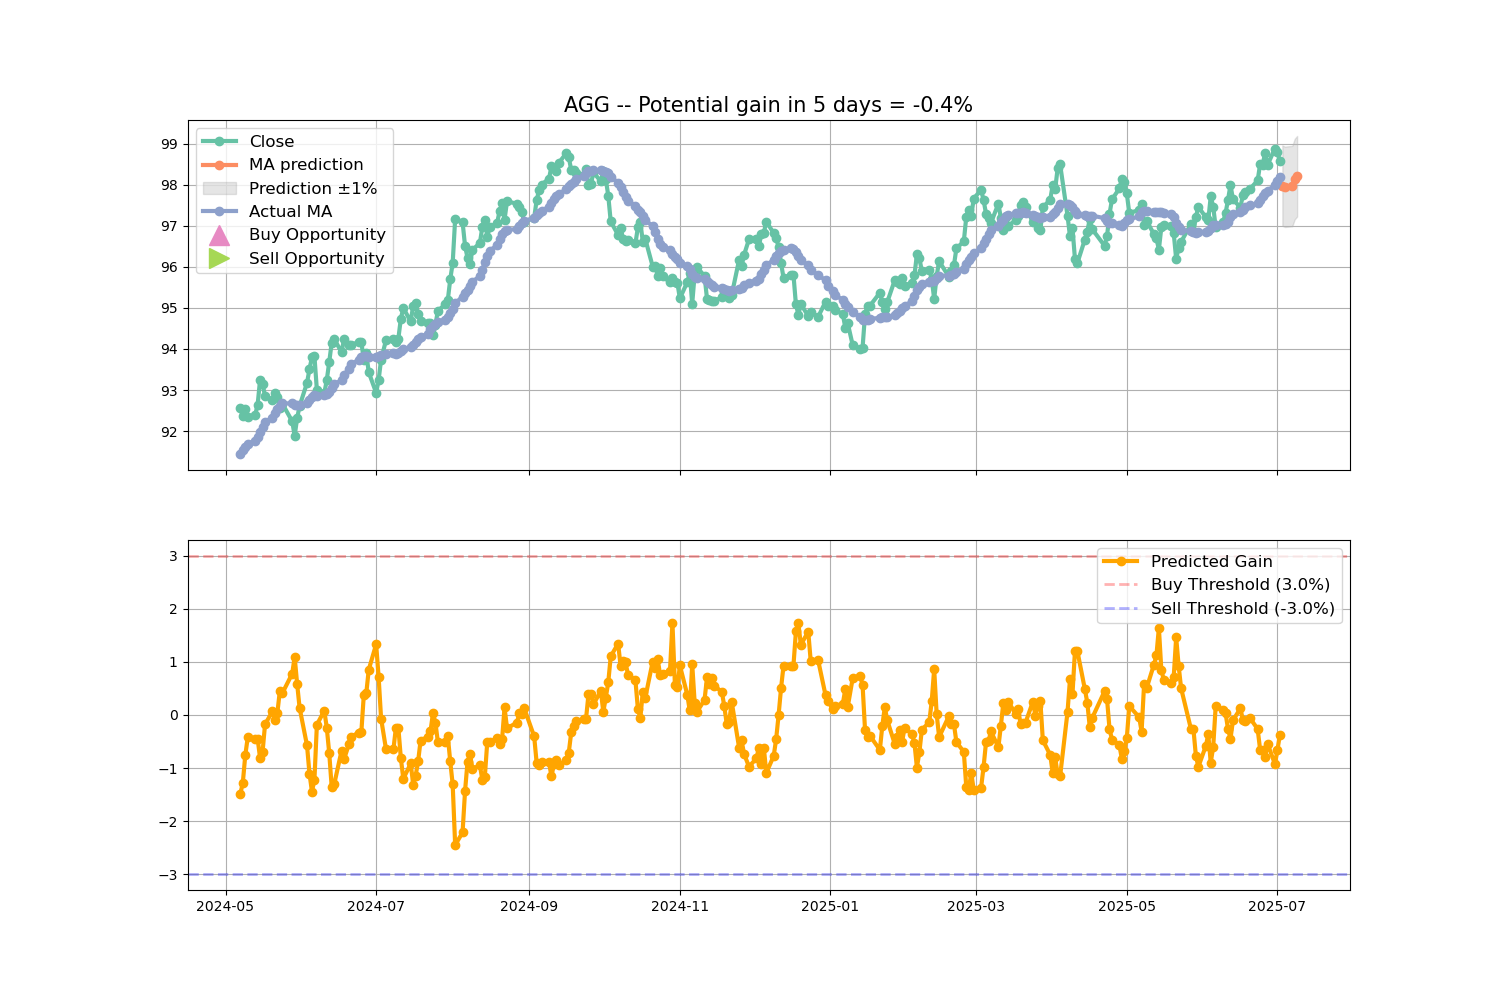 AGG -- Potential gain in 5 days = -0.4%
99
98
97
96
95
94
93
92
Close
MA prediction
Prediction ±1%
Actual MA
Buy Opportunity
Sell Opportunity
3
2
1
0
−1
−2
−3
Predicted Gain
Buy Threshold (3.0%)
Sell Threshold (-3.0%)
2024-05
2024-07
2024-09
2024-11
2025-01
2025-03
2025-05
2025-07